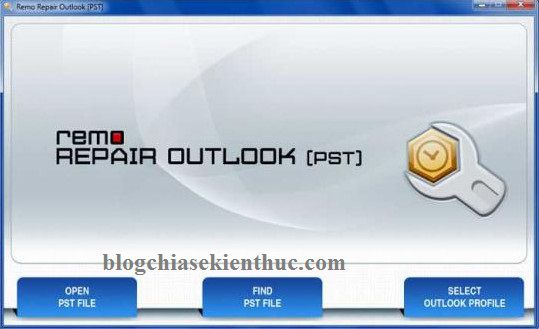 Remo Repair Outlook (PST)
remo
REPAIR OUTLOOK (PST)
blogchiasekienthuc.com
OPEN
PST FILE
FIND
PST FILE
SELECT
OUTLOOK PROFILE